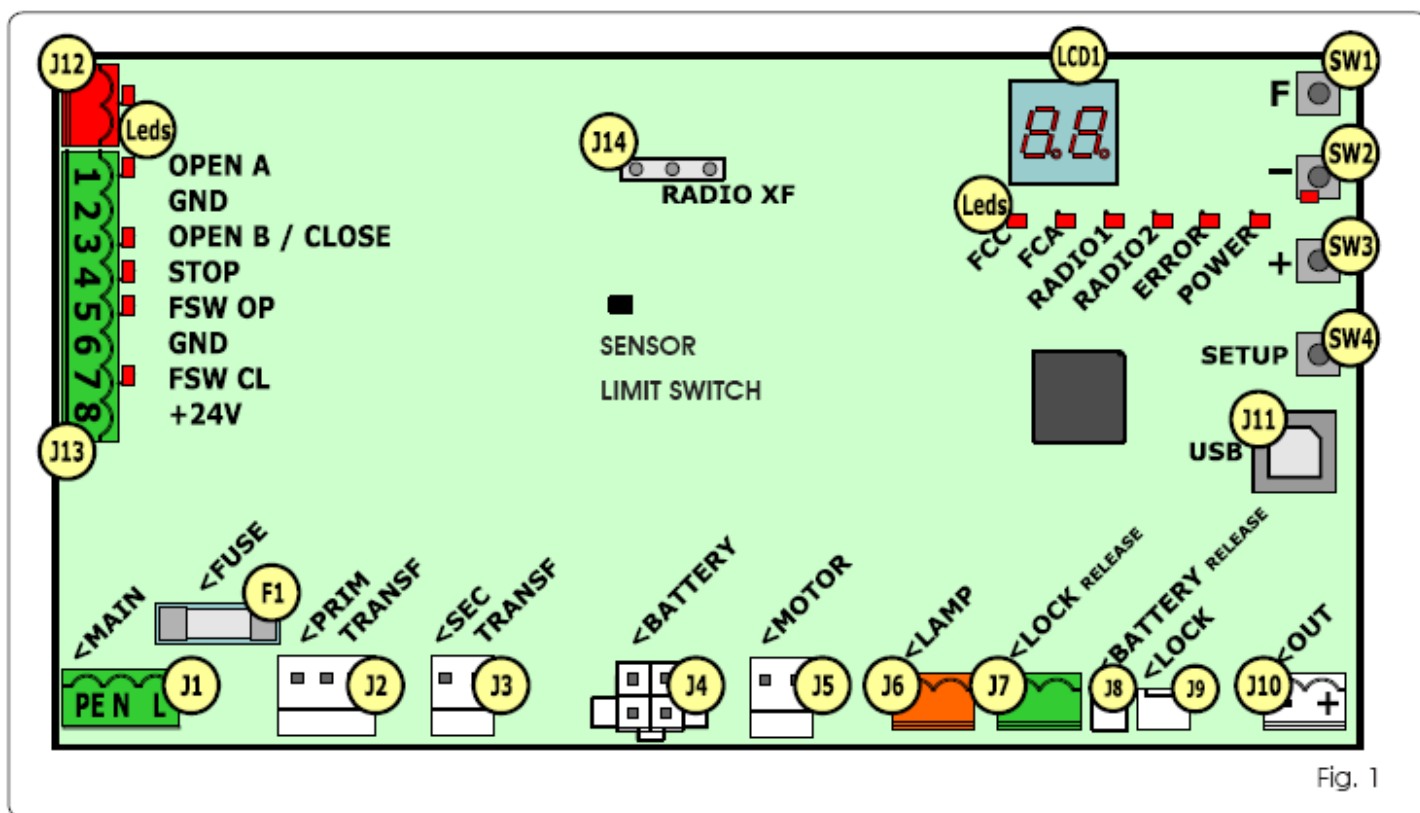 J12
Leds
1 OPEN A
2 GND
3 OPEN B / CLOSE
4 STOP
5 FSW OP
6 GND
7 FSW CL
8 +24V
J13
J14
RADIO XF
SENSOR
LIMIT SWITCH
LCD1
8.8.
Leds
FCC
FCA
RADIO1
RADIO2
ERROR
POWER
SW1
F
SW2
-
SW3
+
SW4
SETUP
J11
USB
<MAIN
PE N L
J1
<FUSE
F1
<PRIM
TRANSF
J2
<SEC
TRANSF
J3
<BATTERY
J4
<MOTOR
J5
<LAMP
J6
<LOCK RELEASE
J7
<BATTERY RELEASE
J8
<LOCK
J9
<OUT
J10
- +
Fig. 1